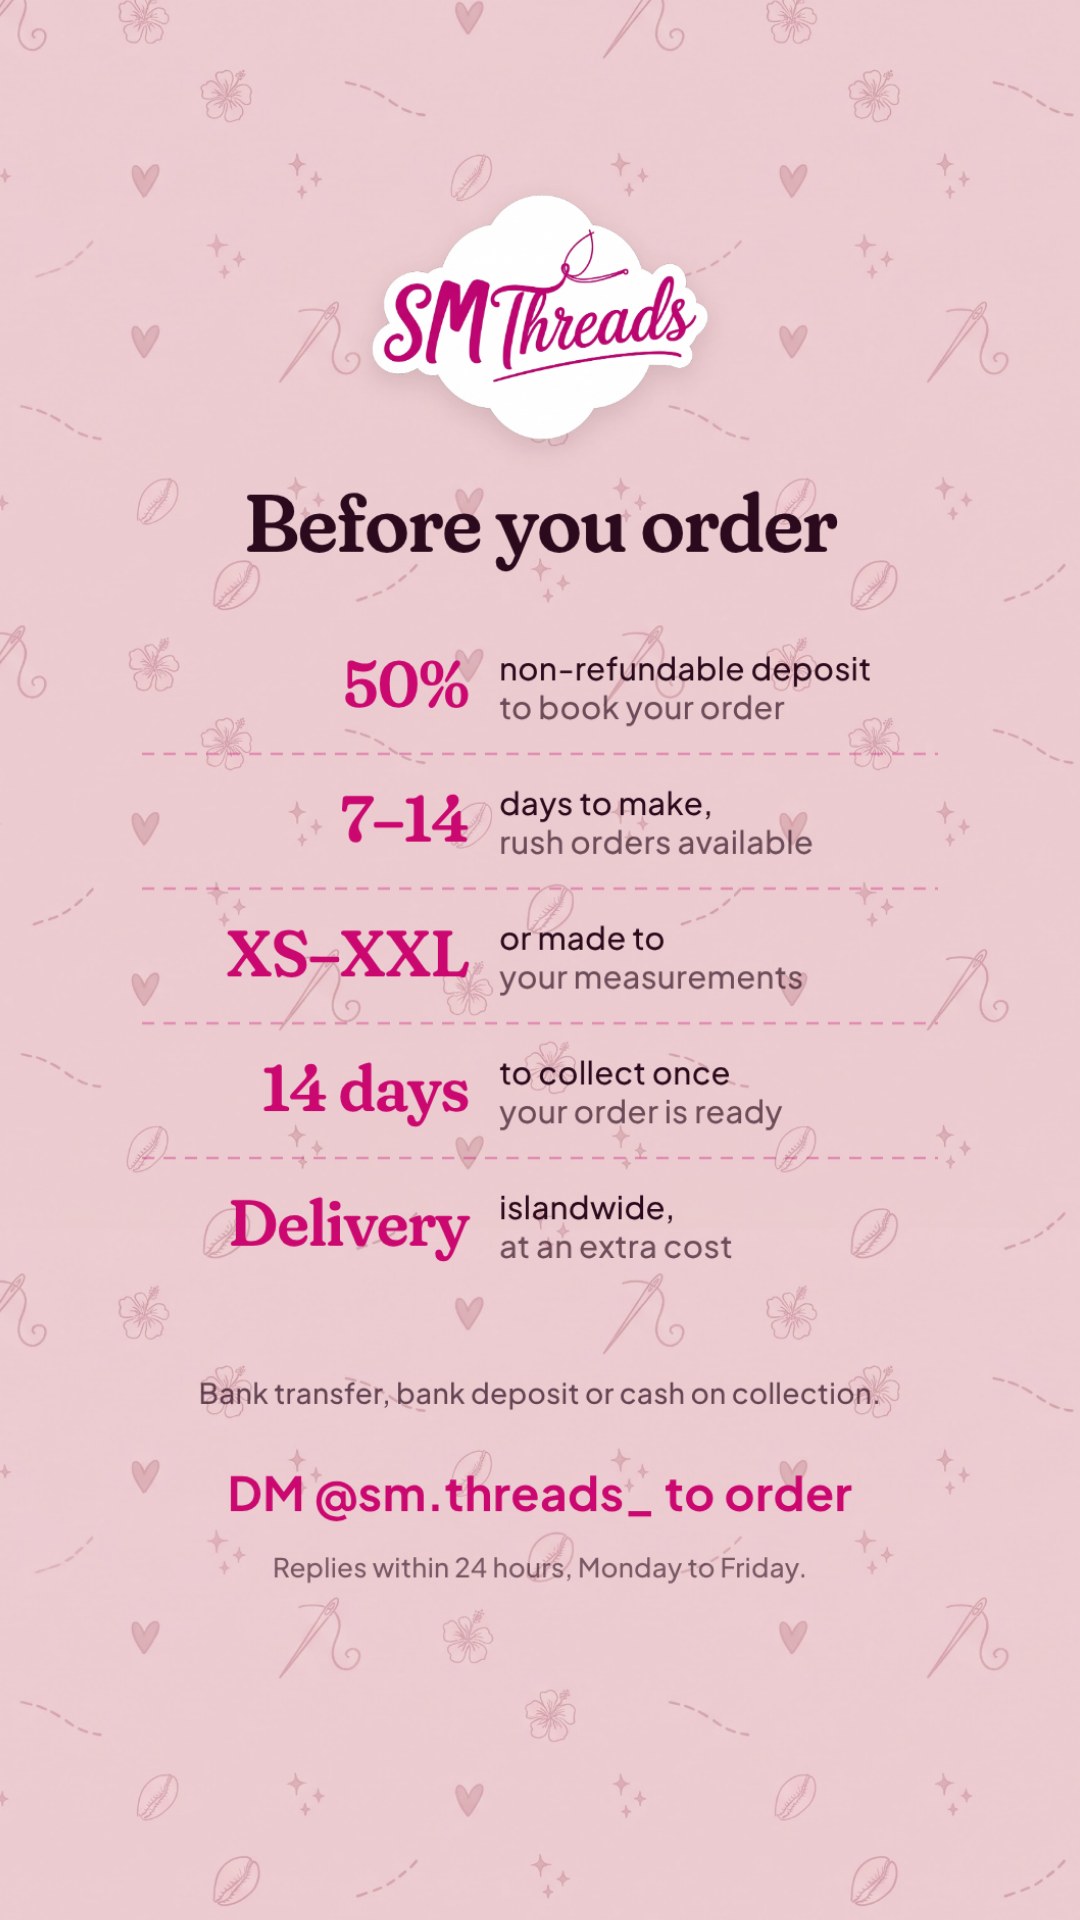 SM Threads
Before you order
50% non-refundable deposit
to book your order
7–14 days to make,
rush orders available
XS–XXL or made to
your measurements
14 days to collect once
your order is ready
Delivery islandwide,
at an extra cost
Bank transfer, bank deposit or cash on collection.
DM @sm.threads_ to order
Replies within 24 hours, Monday to Friday.